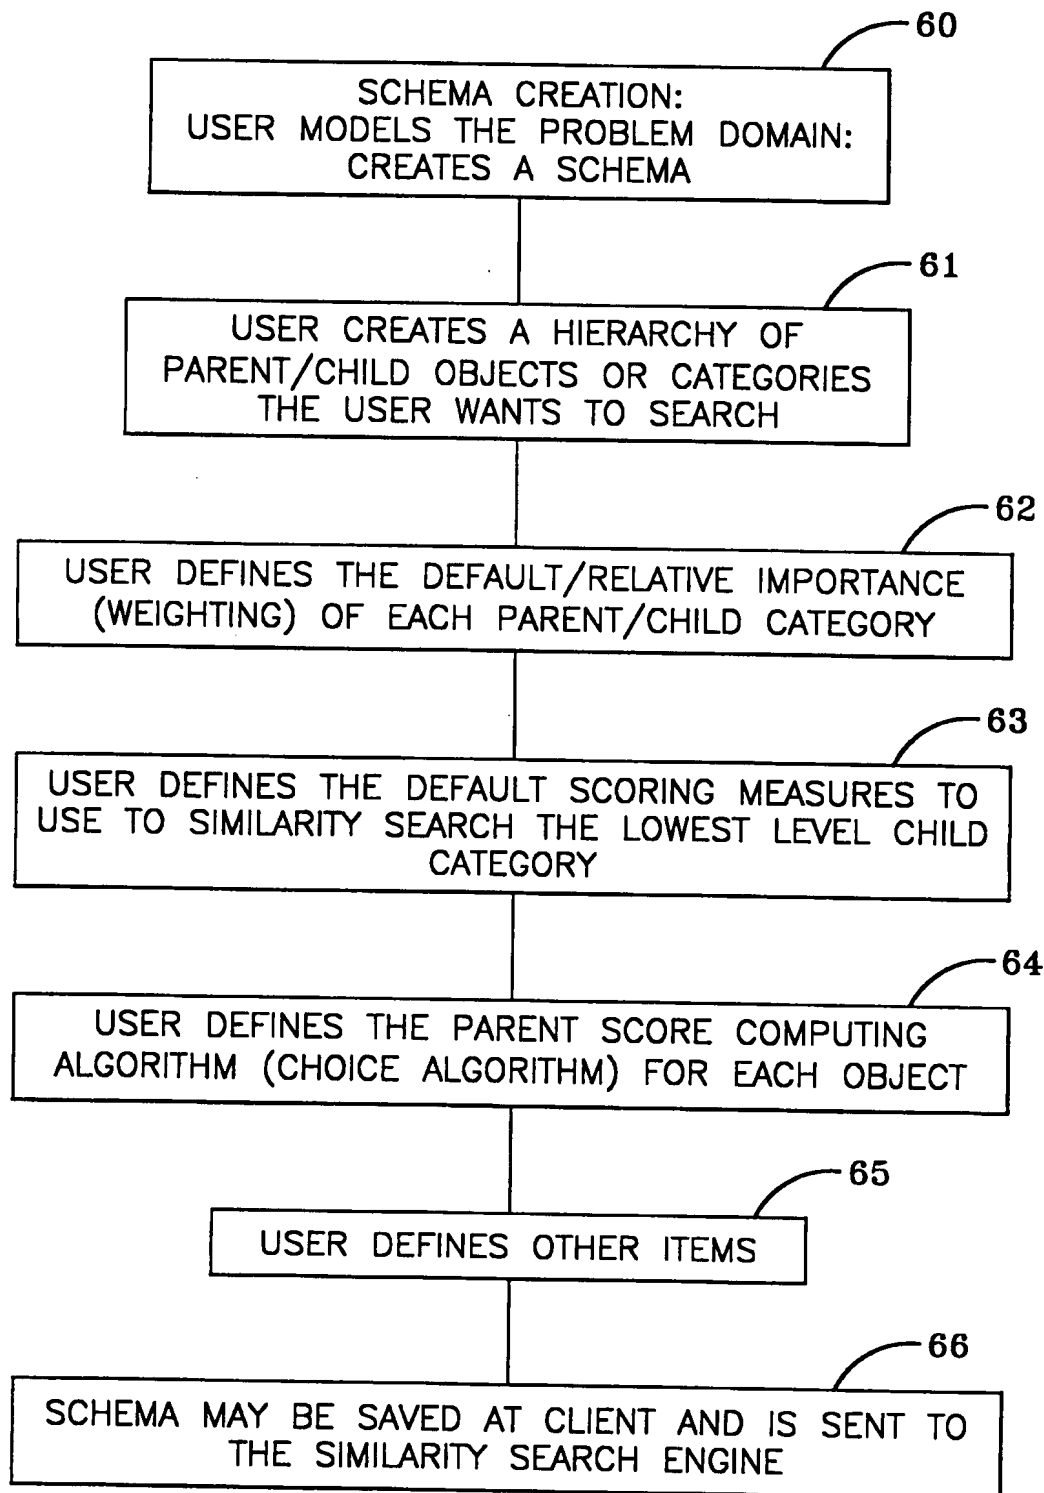 60
SCHEMA CREATION:
USER MODELS THE PROBLEM DOMAIN:
CREATES A SCHEMA
61
USER CREATES A HIERARCHY OF
PARENT/CHILD OBJECTS OR CATEGORIES
THE USER WANTS TO SEARCH
62
USER DEFINES THE DEFAULT/RELATIVE IMPORTANCE
(WEIGHTING) OF EACH PARENT/CHILD CATEGORY
63
USER DEFINES THE DEFAULT SCORING MEASURES TO
USE TO SIMILARITY SEARCH THE LOWEST LEVEL CHILD
CATEGORY
64
USER DEFINES THE PARENT SCORE COMPUTING
ALGORITHM (CHOICE ALGORITHM) FOR EACH OBJECT
65
USER DEFINES OTHER ITEMS
66
SCHEMA MAY BE SAVED AT CLIENT AND IS SENT TO
THE SIMILARITY SEARCH ENGINE